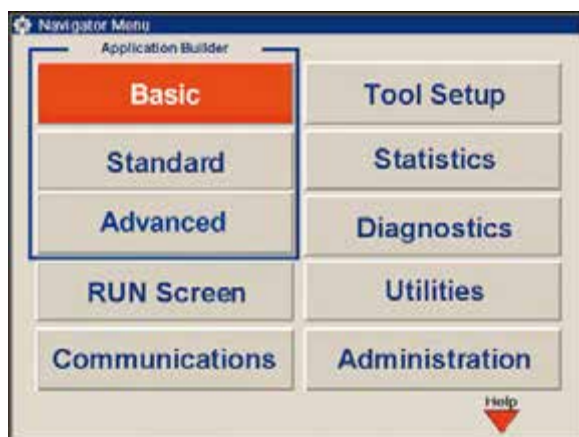 Navigator Menu
Application Builder
Basic
Standard
Advanced
RUN Screen
Communications
Tool Setup
Statistics
Diagnostics
Utilities
Administration
Help